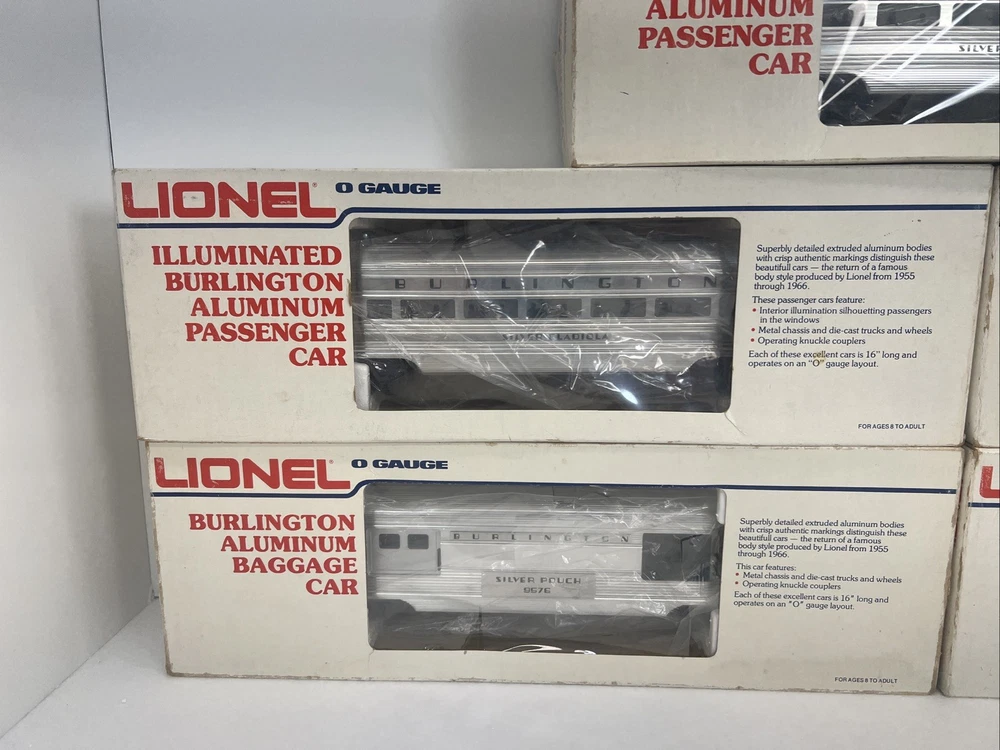 ALUMINUM
PASSENGER
CAR
SILVER
LIONEL O GAUGE
ILLUMINATED
BURLINGTON
ALUMINUM
PASSENGER
CAR
BURLINGTON
SILVER GLADIOLA
Superbly detailed extruded aluminum bodies
with crisp authentic markings distinguish these
beautifull cars — the return of a famous
body style produced by Lionel from 1955
through 1966.
These passenger cars feature:
• Interior illumination silhouetting passengers
in the windows
• Metal chassis and die-cast trucks and wheels
• Operating knuckle couplers
Each of these excellent cars is 16" long and
operates on an "O" gauge layout.
FOR AGES 8 TO ADULT
LIONEL O GAUGE
BURLINGTON
ALUMINUM
BAGGAGE
CAR
BURLINGTON
SILVER POUCH
9576
Superbly detailed extruded aluminum bodies
with crisp authentic markings distinguish these
beautifull cars — the return of a famous
body style produced by Lionel from 1955
through 1966.
This car features:
• Metal chassis and die-cast trucks and wheels
• Operating knuckle couplers
Each of these excellent cars is 16" long and
operates on an "O" gauge layout.
FOR AGES 8 TO ADULT
L